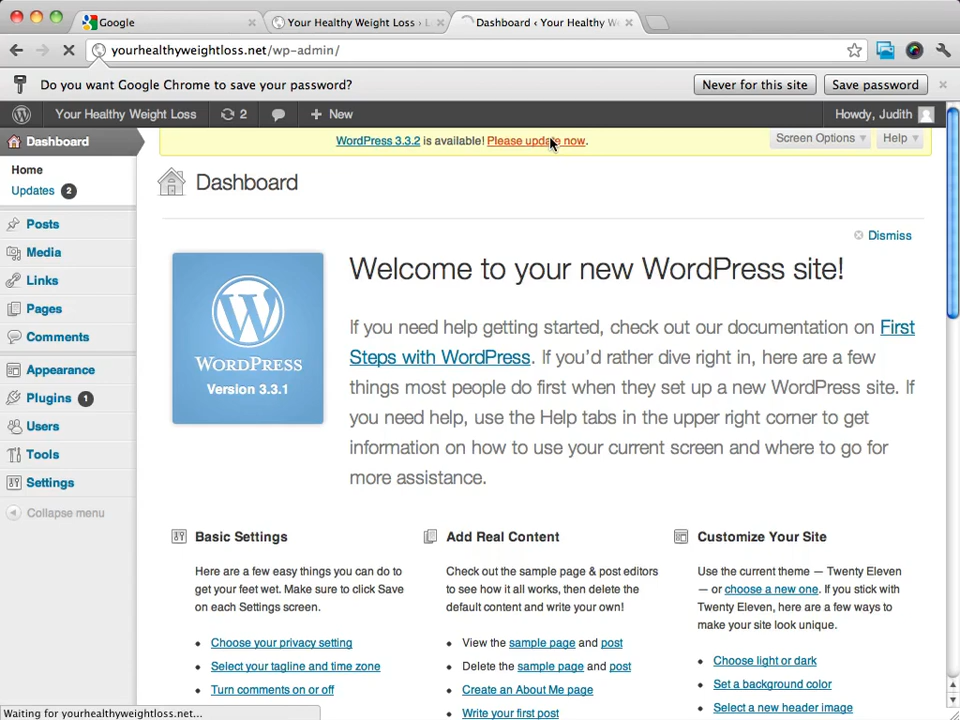 Google
Your Healthy Weight Loss › L
Dashboard ‹ Your Healthy W
yourhealthyweightloss.net/wp-admin/
Do you want Google Chrome to save your password?
Never for this site
Save password
Your Healthy Weight Loss
2
+ New
Howdy, Judith
Dashboard
WordPress 3.3.2 is available! Please update now.
Screen Options
Help
Home
Updates 2
Dashboard
Posts
Media
Links
Pages
Comments
Appearance
Plugins 1
Users
Tools
Settings
Collapse menu
Dismiss
WORDPRESS
Version 3.3.1
Welcome to your new WordPress site!
If you need help getting started, check out our documentation on First
Steps with WordPress. If you'd rather dive right in, here are a few
things most people do first when they set up a new WordPress site. If
you need help, use the Help tabs in the upper right corner to get
information on how to use your current screen and where to go for
more assistance.
Basic Settings
Here are a few easy things you can do to
get your feet wet. Make sure to click Save
on each Settings screen.
• Choose your privacy setting
• Select your tagline and time zone
• Turn comments on or off
Add Real Content
Check out the sample page & post editors
to see how it all works, then delete the
default content and write your own!
• View the sample page and post
• Delete the sample page and post
• Create an About Me page
• Write your first post
Customize Your Site
Use the current theme — Twenty Eleven
— or choose a new one. If you stick with
Twenty Eleven, here are a few ways to
make your site look unique.
• Choose light or dark
• Set a background color
• Select a new header image
Waiting for yourhealthyweightloss.net...